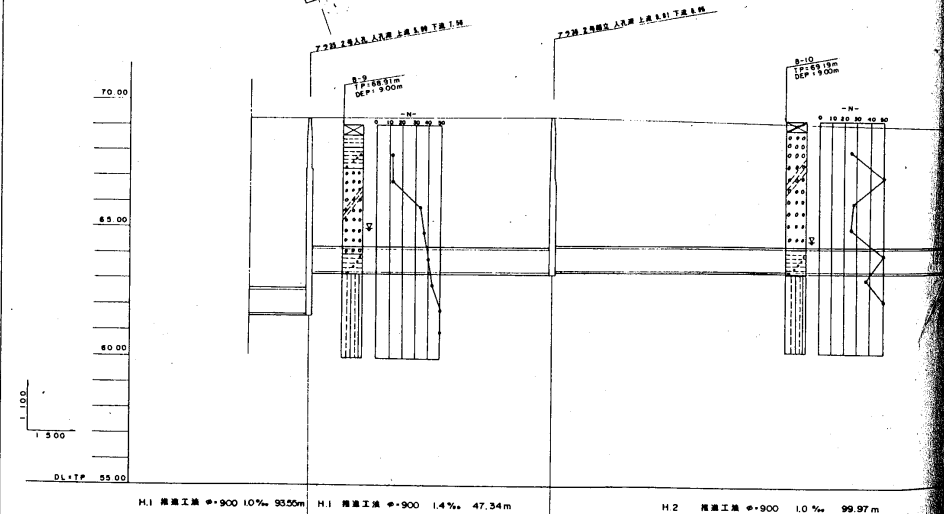 B-9
TP=68.91m
DEP=9.00m
B-10
TP=69.19m
DEP=9.00m
-N-
0 10 20 30 40 50
-N-
0 10 20 30 40 50
70.00
65.00
60.00
1 100
1 500
DL=TP 55.00
H.1 推進工法 φ=900 1.0‰ 93.55m
H.1 推進工法 φ=900 1.4‰ 47.34m
H.2 推進工法 φ=900 1.0‰ 99.97m